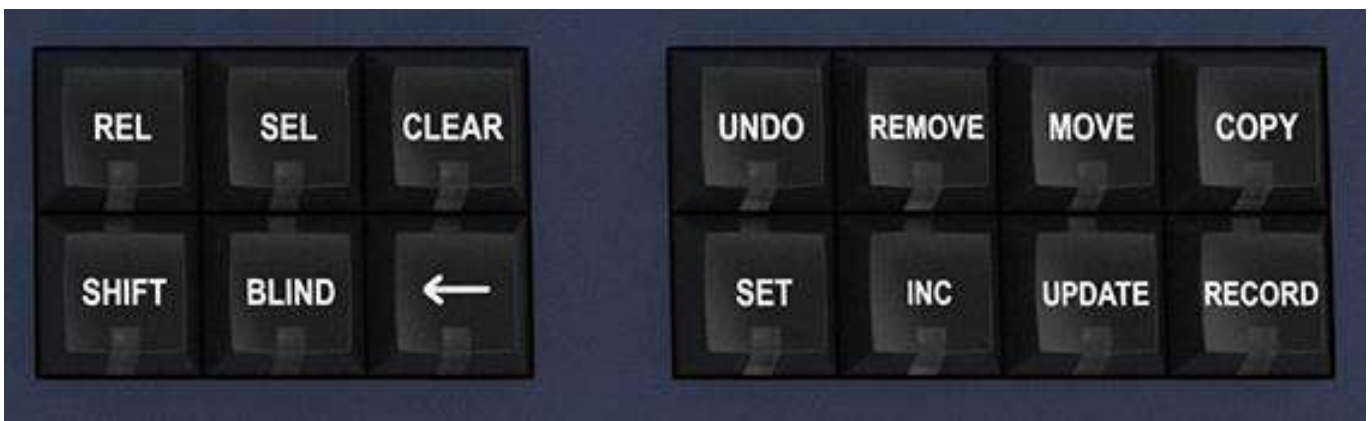 REL SEL CLEAR UNDO REMOVE MOVE COPY
SHIFT BLIND ← SET INC UPDATE RECORD